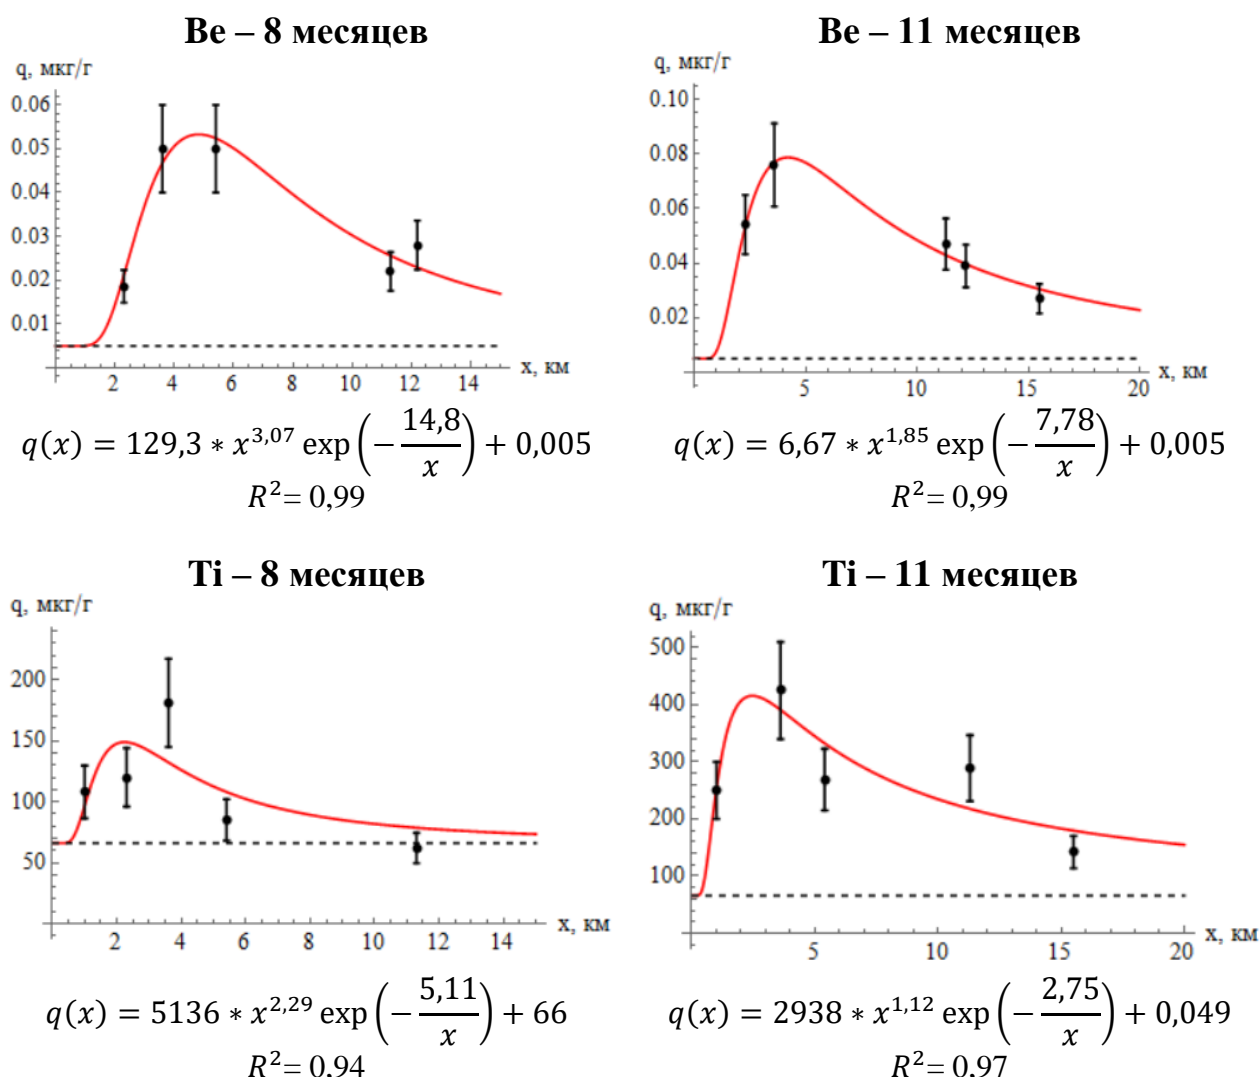 Be – 8 месяцев
q, мкг/г
0.06
0.05
0.04
0.03
0.02
0.01
2 4 6 8 10 12 14
x, км
q(x) = 129,3 * x^{3,07} exp(−14,8/x) + 0,005
R² = 0,99
Be – 11 месяцев
q, мкг/г
0.10
0.08
0.06
0.04
0.02
5 10 15 20
x, км
q(x) = 6,67 * x^{1,85} exp(−7,78/x) + 0,005
R² = 0,99
Ti – 8 месяцев
q, мкг/г
200
150
100
50
2 4 6 8 10 12 14
x, км
q(x) = 5136 * x^{2,29} exp(−5,11/x) + 66
R² = 0,94
Ti – 11 месяцев
q, мкг/г
500
400
300
200
100
5 10 15 20
x, км
q(x) = 2938 * x^{1,12} exp(−2,75/x) + 0,049
R² = 0,97